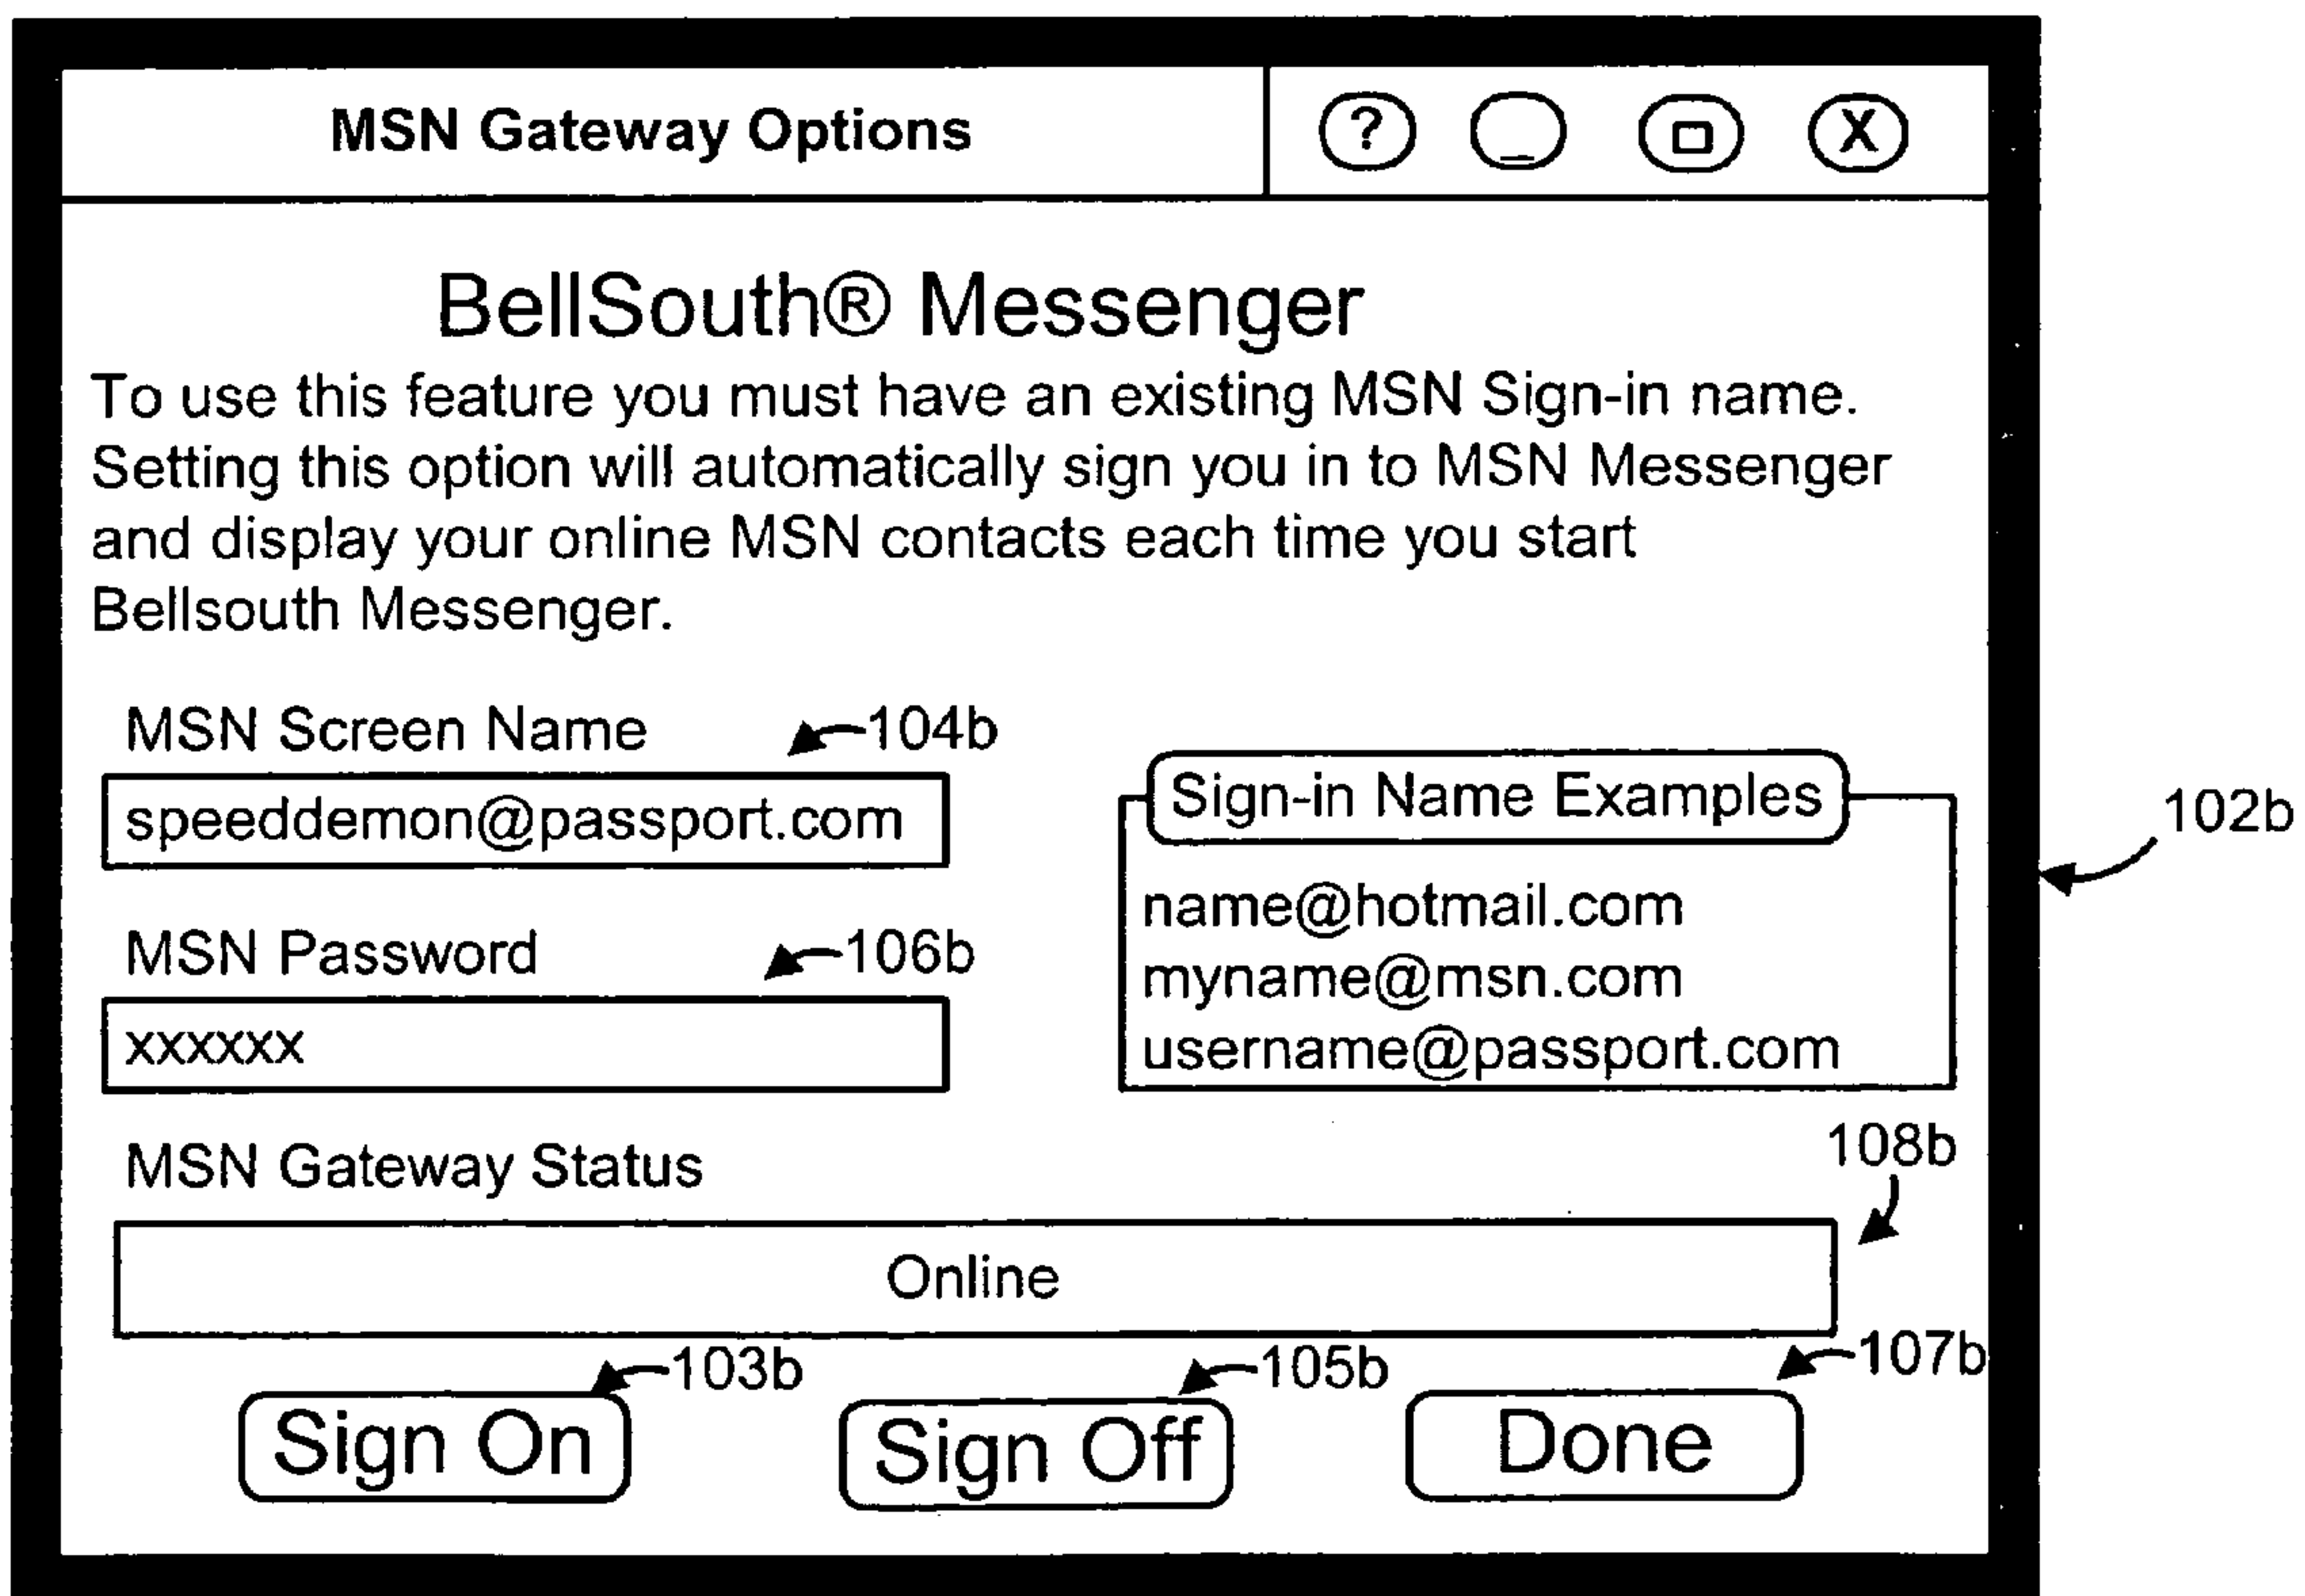 MSN Gateway Options ? _ X
BellSouth® Messenger
To use this feature you must have an existing MSN Sign-in name.
Setting this option will automatically sign you in to MSN Messenger
and display your online MSN contacts each time you start
Bellsouth Messenger.
MSN Screen Name 104b
speeddemon@passport.com
Sign-in Name Examples
name@hotmail.com
myname@msn.com
username@passport.com
102b
MSN Password 106b
xxxxxx
MSN Gateway Status 108b
Online
103b 105b 107b
Sign On Sign Off Done